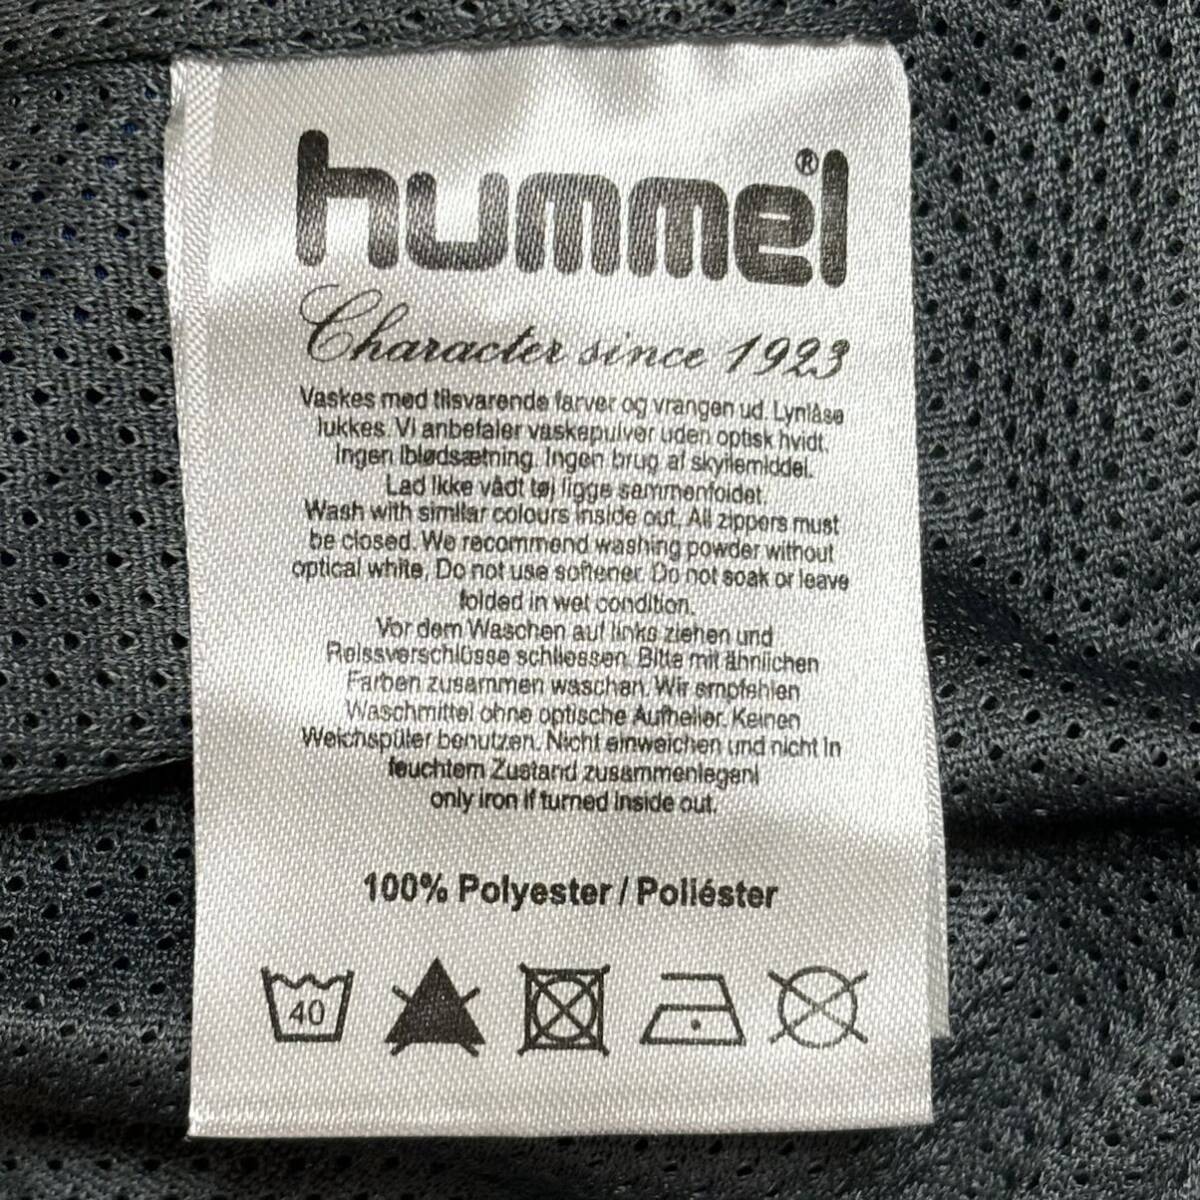 hummel®
Character since 1923
Vaskes med tilsvarende farver og vrangen ud. Lynlåse
lukkes. Vi anbefaler vaskepulver uden optisk hvidt.
Ingen iblødsætning. Ingen brug af skyllemiddel.
Lad ikke vådt tøj ligge sammenfoldet.
Wash with similar colours inside out. All zippers must
be closed. We recommend washing powder without
optical white. Do not use softener. Do not soak or leave
folded in wet condition.
Vor dem Waschen auf links ziehen und
Reissverschlüsse schliessen. Bitte mit ähnlichen
Farben zusammen waschen. Wir empfehlen
Waschmittel ohne optische Aufheller. Keinen
Weichspüler benutzen. Nicht einweichen und nicht in
feuchtem Zustand zusammenlegen!
only iron if turned inside out.
100% Polyester / Poliéster
40